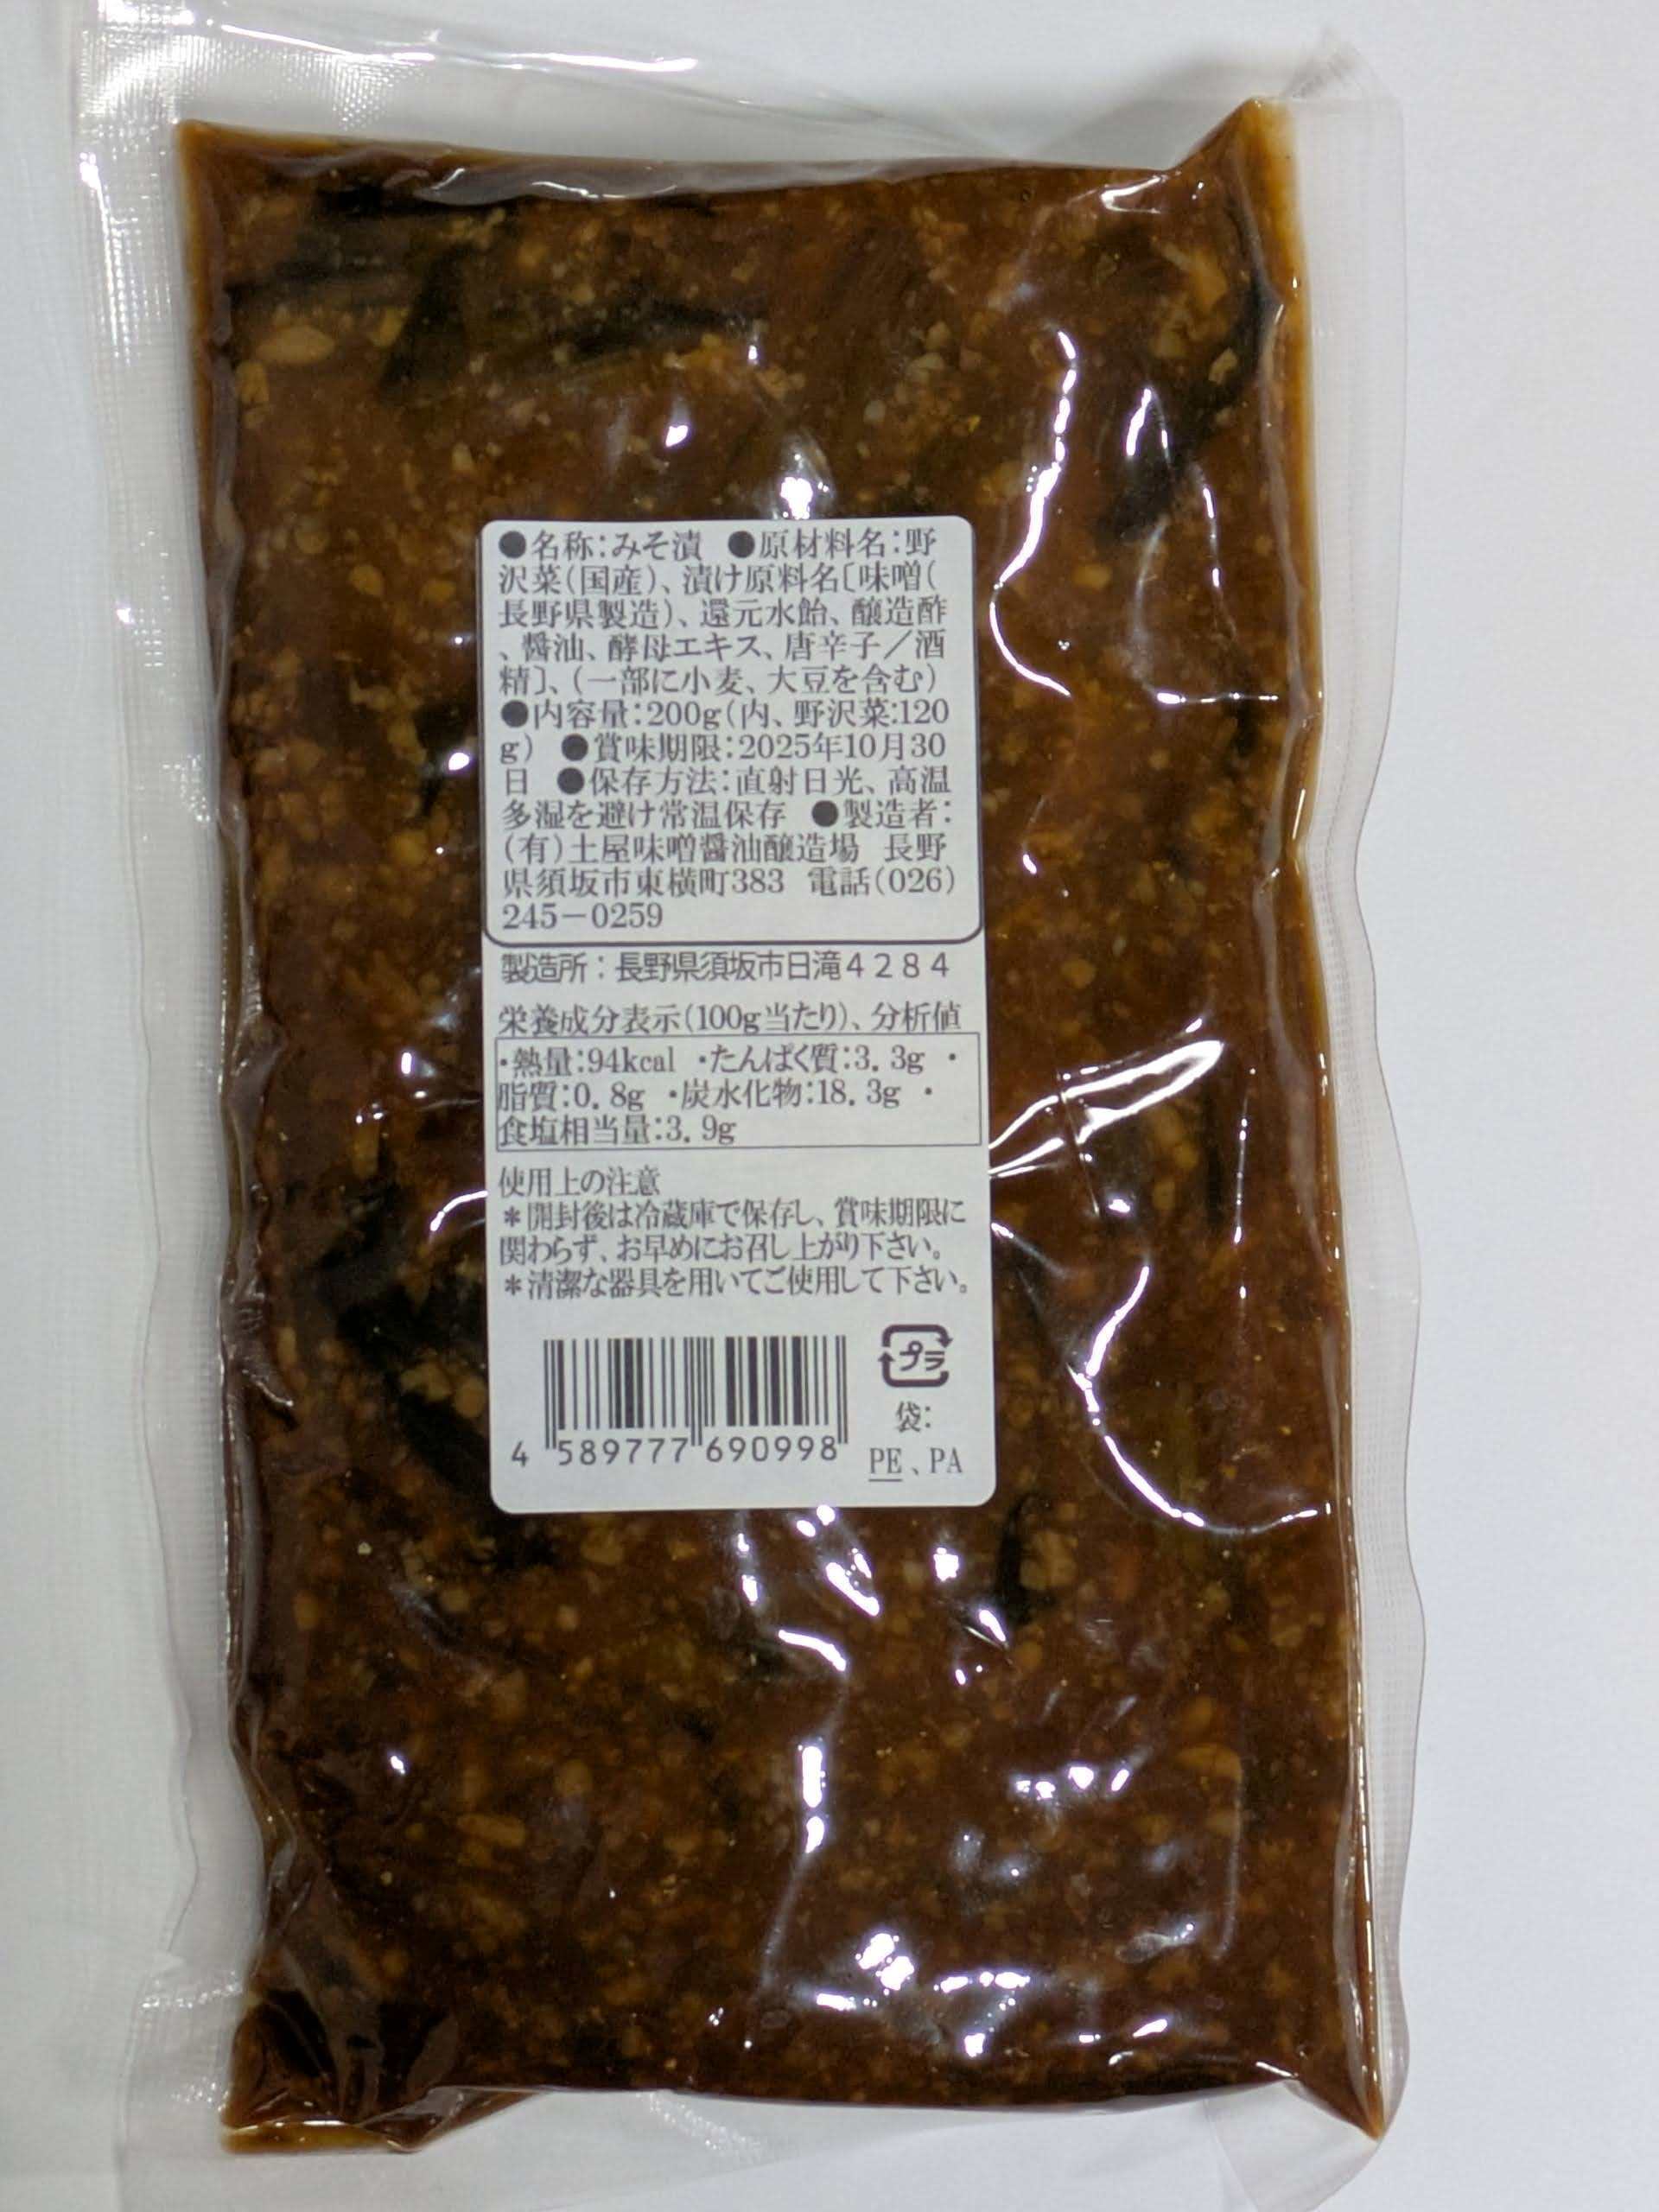 ●名称:みそ漬 ●原材料名:野
沢菜(国産)、漬け原料名〔味噌(
長野県製造)、還元水飴、醸造酢
、醤油、酵母エキス、唐辛子/酒
精〕、(一部に小麦、大豆を含む)
●内容量:200g(内、野沢菜:120
g) ●賞味期限:2025年10月30
日 ●保存方法:直射日光、高温
多湿を避け常温保存 ●製造者:
(有)土屋味噌醤油醸造場 長野
県須坂市東横町383 電話(026)
245-0259
製造所:長野県須坂市日滝4284
栄養成分表示(100g当たり)、分析値
・熱量:94kcal ・たんぱく質:3.3g ・
脂質:0.8g ・炭水化物:18.3g ・
食塩相当量:3.9g
使用上の注意
*開封後は冷蔵庫で保存し、賞味期限に
関わらず、お早めにお召し上がり下さい。
*清潔な器具を用いてご使用して下さい。
プラ
袋:
PE、PA
4 589777 690998